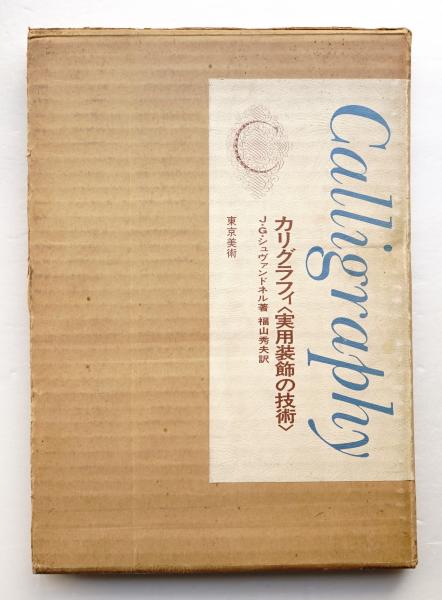 Calligraphy
カリグラフィ〈実用装飾の技術〉
J・G・シュヴァンドネル著 福山秀夫訳
東京美術
C